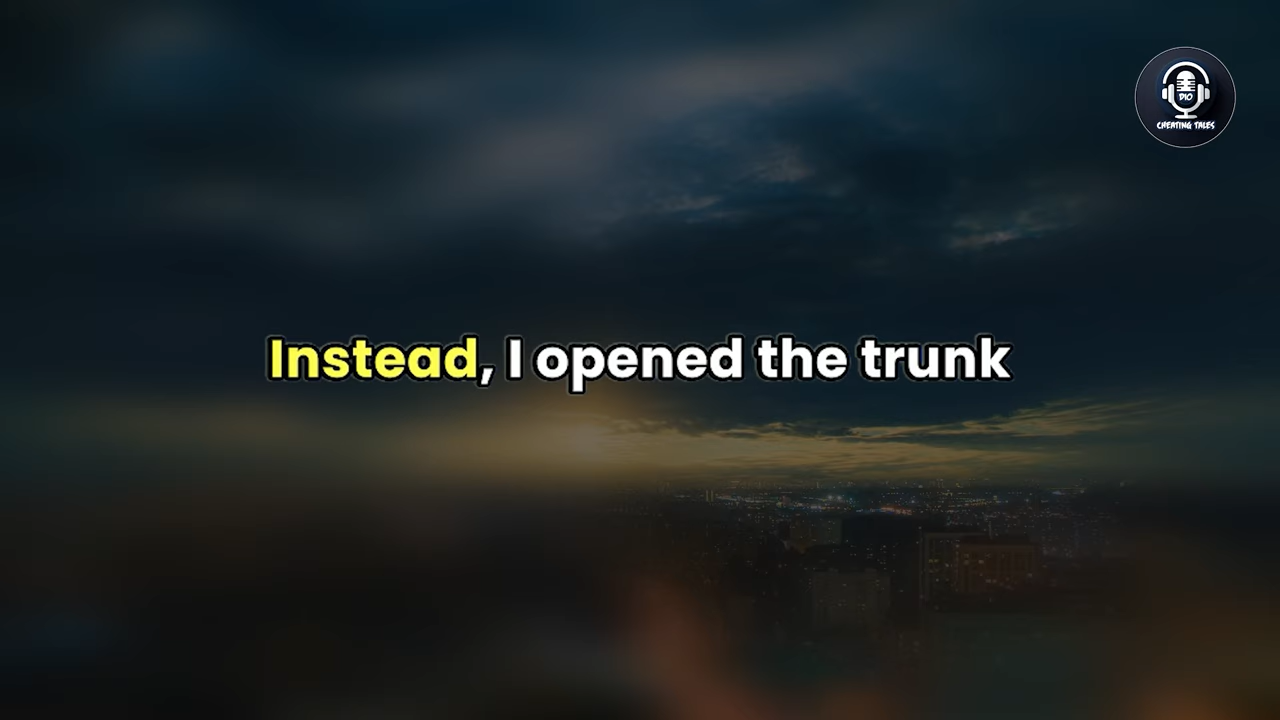 DIO
CHEATING TALES
Instead, I opened the trunk